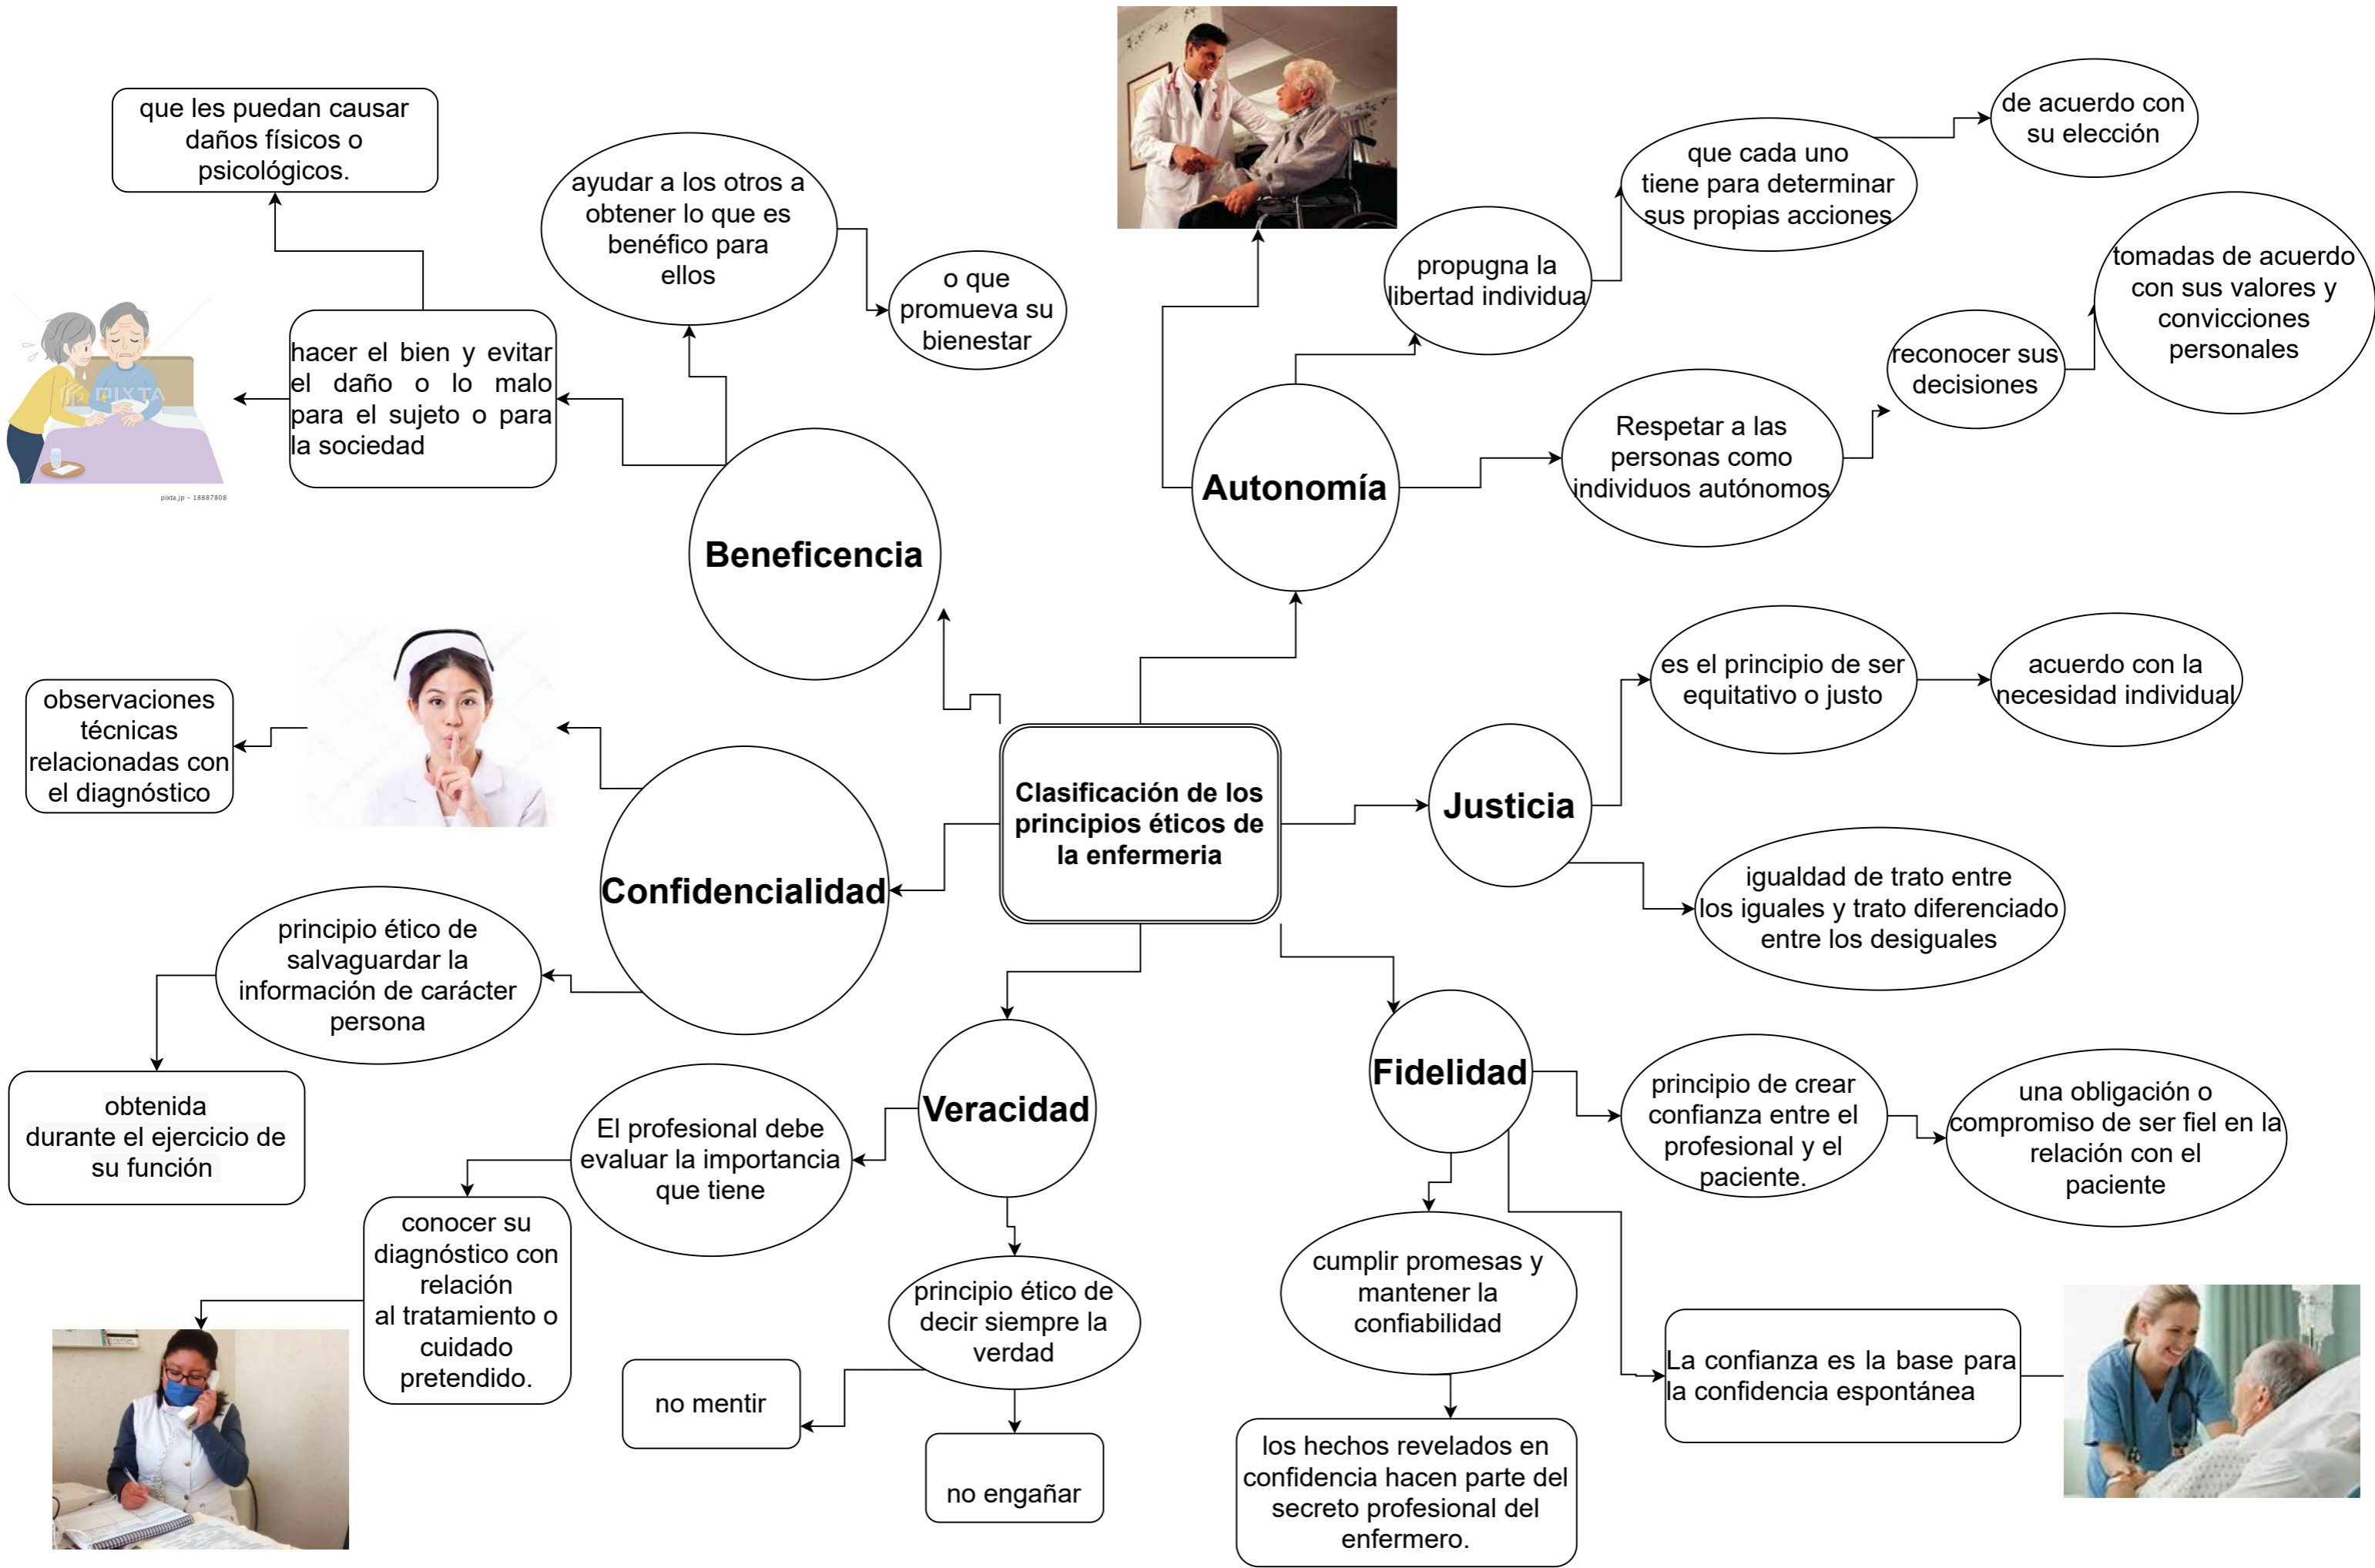 que les puedan causar
daños físicos o
psicológicos.
ayudar a los otros a
obtener lo que es
benéfico para
ellos
o que
promueva su
bienestar
hacer el bien y evitar
el daño o lo malo
para el sujeto o para
la sociedad
PIXTA
pixta.jp - 18887808
Beneficencia
propugna la
libertad individua
que cada uno
tiene para determinar
sus propias acciones
de acuerdo con
su elección
tomadas de acuerdo
con sus valores y
convicciones
personales
reconocer sus
decisiones
Respetar a las
personas como
individuos autónomos
Autonomía
observaciones
técnicas
relacionadas con
el diagnóstico
Confidencialidad
principio ético de
salvaguardar la
información de carácter
persona
obtenida
durante el ejercicio de
su función
Clasificación de los
principios éticos de
la enfermeria
Justicia
es el principio de ser
equitativo o justo
acuerdo con la
necesidad individual
igualdad de trato entre
los iguales y trato diferenciado
entre los desiguales
Veracidad
El profesional debe
evaluar la importancia
que tiene
conocer su
diagnóstico con
relación
al tratamiento o
cuidado
pretendido.
principio ético de
decir siempre la
verdad
no mentir
no engañar
Fidelidad
principio de crear
confianza entre el
profesional y el
paciente.
una obligación o
compromiso de ser fiel en la
relación con el
paciente
cumplir promesas y
mantener la
confiabilidad
los hechos revelados en
confidencia hacen parte del
secreto profesional del
enfermero.
La confianza es la base para
la confidencia espontánea